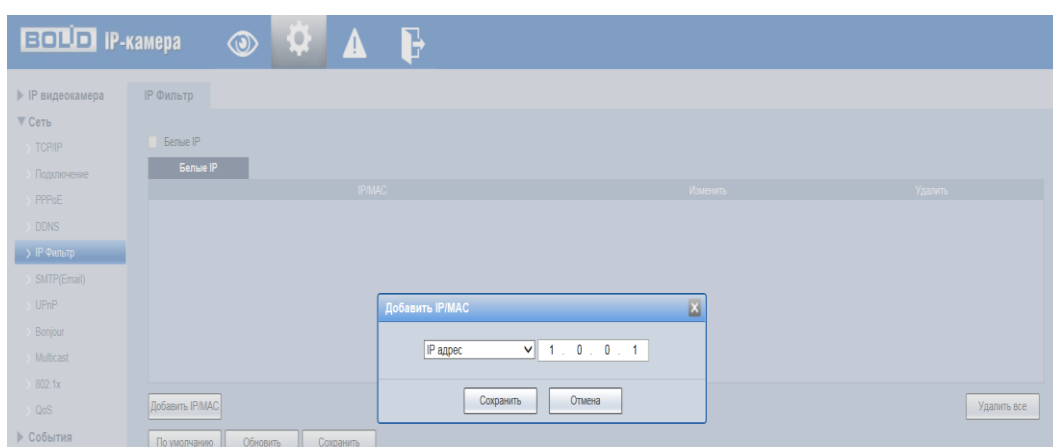 BOLID IP-камера
IP видеокамера
IP Фильтр
Сеть
TCP/IP
Белые IP
Подключение
Белые IP
PPPoE
IP/MAC Изменить Удалить
DDNS
IP Фильтр
SMTP(Email)
UPnP
Добавить IP/MAC X
Bonjour
IP адрес 1 . 0 . 0 . 1
Multicast
802.1x
QoS
Сохранить Отмена
Добавить IP/MAC Удалить все
События
По умолчанию Обновить Сохранить